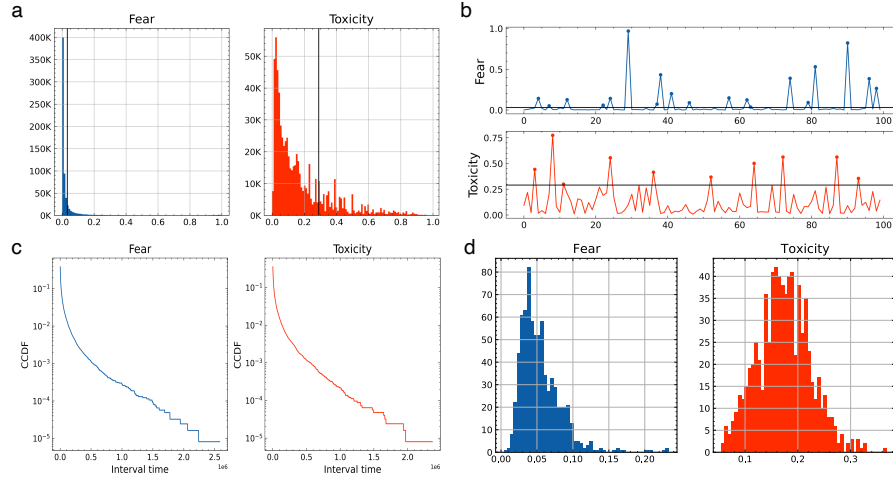 a
Fear
400K
350K
300K
250K
200K
150K
100K
50K
0K
0.0 0.2 0.4 0.6 0.8 1.0
Toxicity
50K
40K
30K
20K
10K
0K
0.0 0.2 0.4 0.6 0.8 1.0
b
Fear
1.0
0.5
0.0
0 20 40 60 80 100
Toxicity
0.75
0.50
0.25
0.00
0 20 40 60 80 100
c
Fear
CCDF
10⁻¹
10⁻²
10⁻³
10⁻⁴
10⁻⁵
0.0 0.5 1.0 1.5 2.0 2.5
1e6
Interval time
Toxicity
CCDF
10⁻¹
10⁻²
10⁻³
10⁻⁴
10⁻⁵
0.0 0.5 1.0 1.5 2.0
1e6
Interval time
d
Fear
80
70
60
50
40
30
20
10
0
0.00 0.05 0.10 0.15 0.20
Toxicity
40
35
30
25
20
15
10
5
0
0.1 0.2 0.3